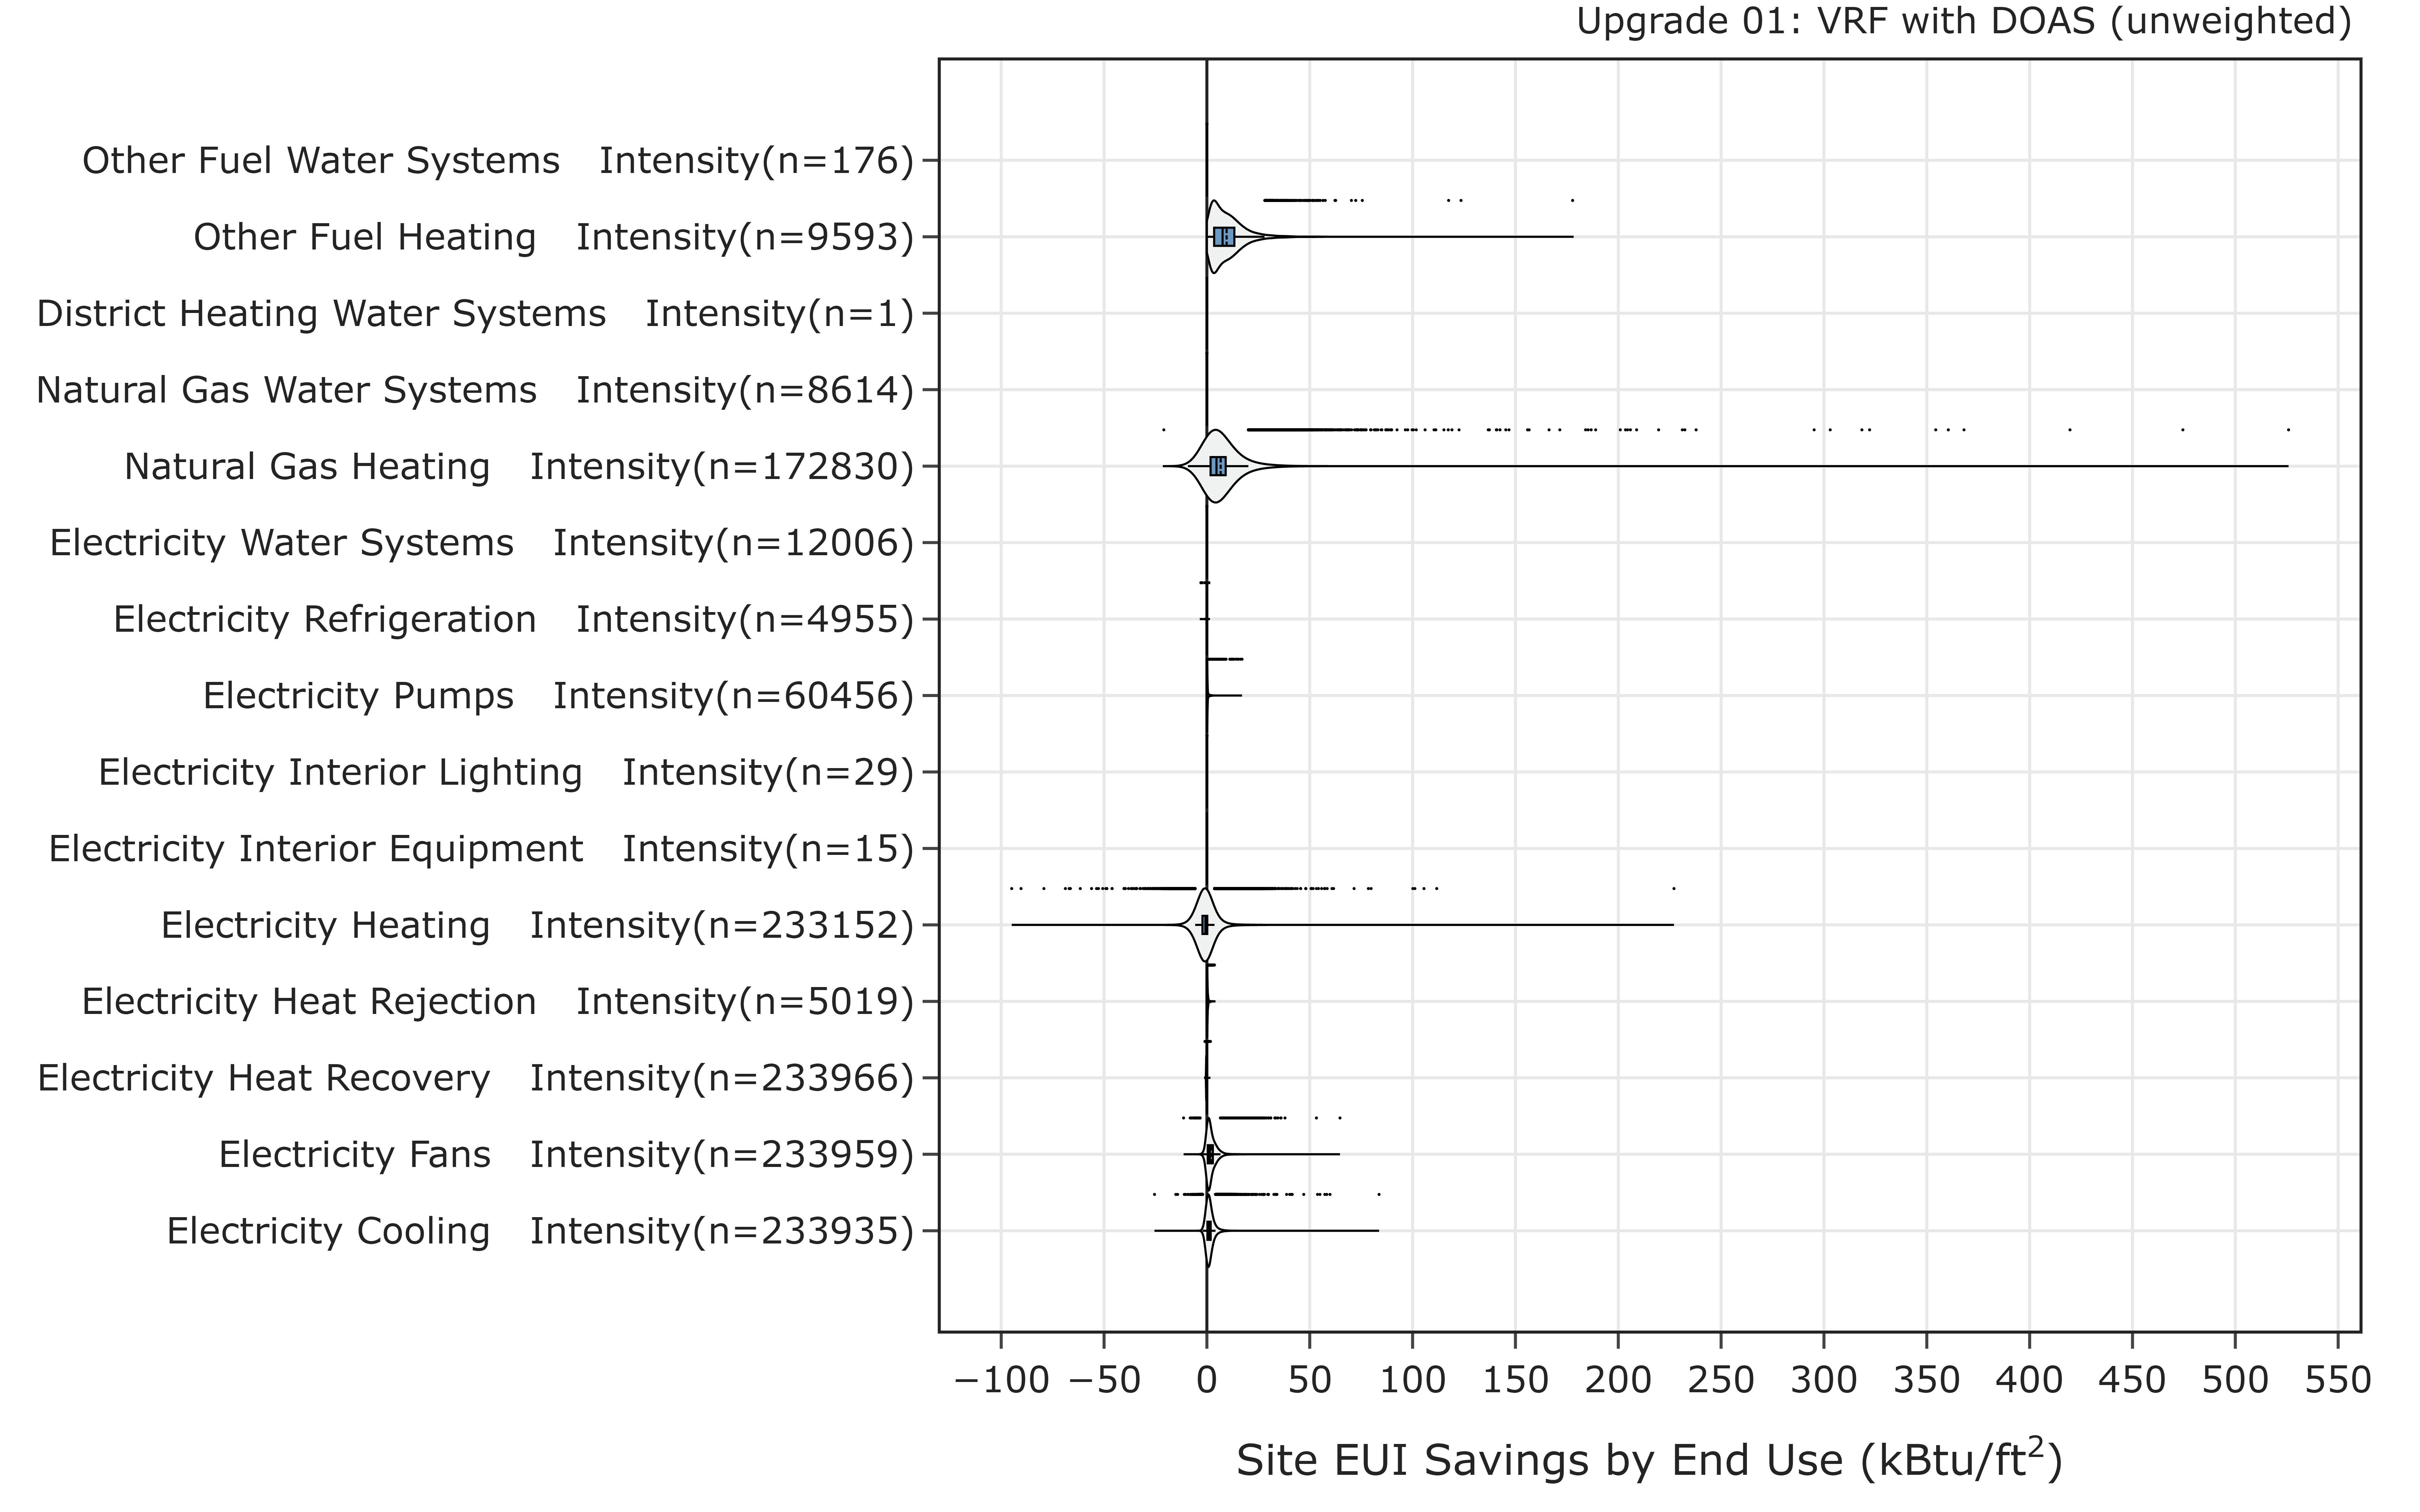 Upgrade 01: VRF with DOAS (unweighted)
Other Fuel Water Systems Intensity(n=176)
Other Fuel Heating Intensity(n=9593)
District Heating Water Systems Intensity(n=1)
Natural Gas Water Systems Intensity(n=8614)
Natural Gas Heating Intensity(n=172830)
Electricity Water Systems Intensity(n=12006)
Electricity Refrigeration Intensity(n=4955)
Electricity Pumps Intensity(n=60456)
Electricity Interior Lighting Intensity(n=29)
Electricity Interior Equipment Intensity(n=15)
Electricity Heating Intensity(n=233152)
Electricity Heat Rejection Intensity(n=5019)
Electricity Heat Recovery Intensity(n=233966)
Electricity Fans Intensity(n=233959)
Electricity Cooling Intensity(n=233935)
−100 −50 0 50 100 150 200 250 300 350 400 450 500 550
Site EUI Savings by End Use (kBtu/ft²)